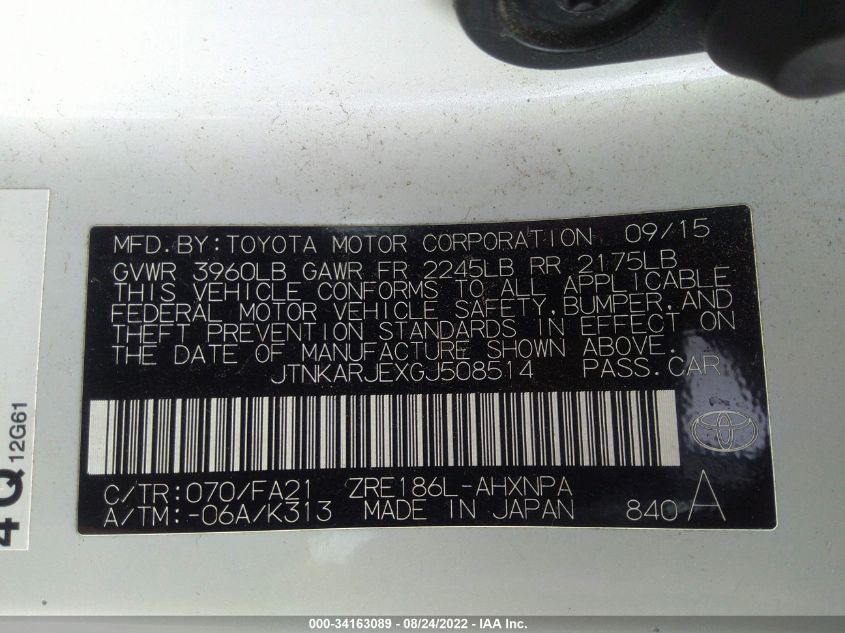 MFD.BY:TOYOTA MOTOR CORPORATION 09/15
GVWR 3960LB GAWR FR 2245LB RR 2175LB
THIS VEHICLE CONFORMS TO ALL APPLICABLE
FEDERAL MOTOR VEHICLE SAFETY,BUMPER,AND
THEFT PREVENTION STANDARDS IN EFFECT ON
THE DATE OF MANUFACTURE SHOWN ABOVE.
JTNKARJEXGJ508514 PASS.CAR
C/TR:070/FA21 ZRE186L-AHXNPA
A/TM:-06A/K313 MADE IN JAPAN 840 A
4Q
12G61
000-34163089 - 08/24/2022 - IAA Inc.